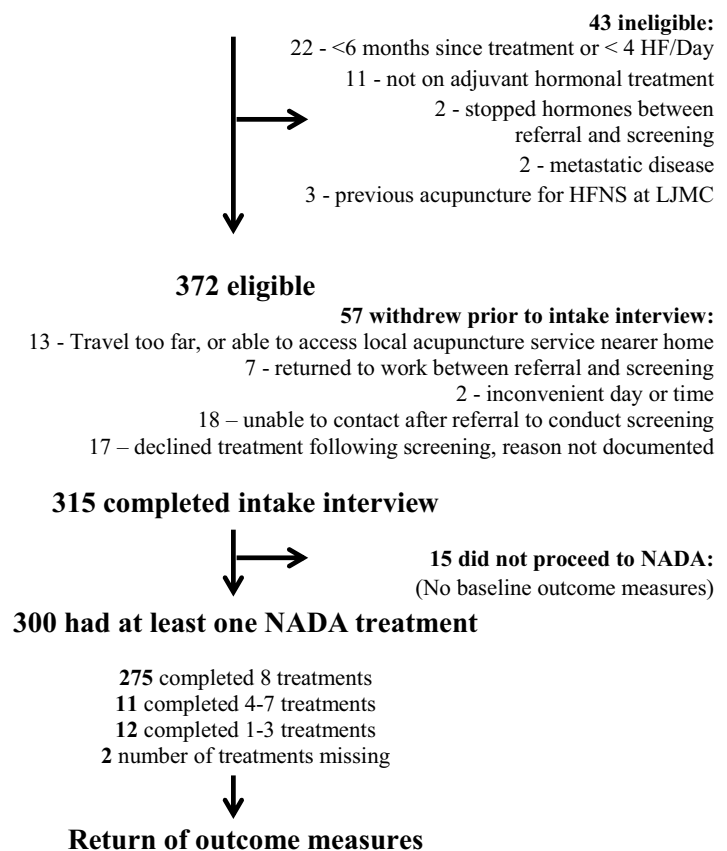 43 ineligible:
22 - <6 months since treatment or < 4 HF/Day
11 - not on adjuvant hormonal treatment
2 - stopped hormones between
referral and screening
2 - metastatic disease
3 - previous acupuncture for HFNS at LJMC
372 eligible
57 withdrew prior to intake interview:
13 - Travel too far, or able to access local acupuncture service nearer home
7 - returned to work between referral and screening
2 - inconvenient day or time
18 – unable to contact after referral to conduct screening
17 – declined treatment following screening, reason not documented
315 completed intake interview
15 did not proceed to NADA:
(No baseline outcome measures)
300 had at least one NADA treatment
275 completed 8 treatments
11 completed 4-7 treatments
12 completed 1-3 treatments
2 number of treatments missing
Return of outcome measures